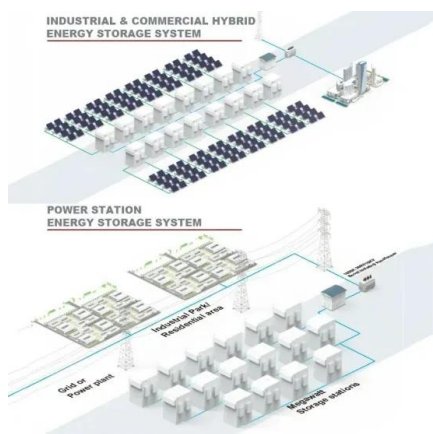 INDUSTRIAL & COMMERCIAL HYBRID
ENERGY STORAGE SYSTEM
POWER STATION
ENERGY STORAGE SYSTEM
Industrial Park/
Residential area
Grid or
Power plant
Megawatt
Storage stations